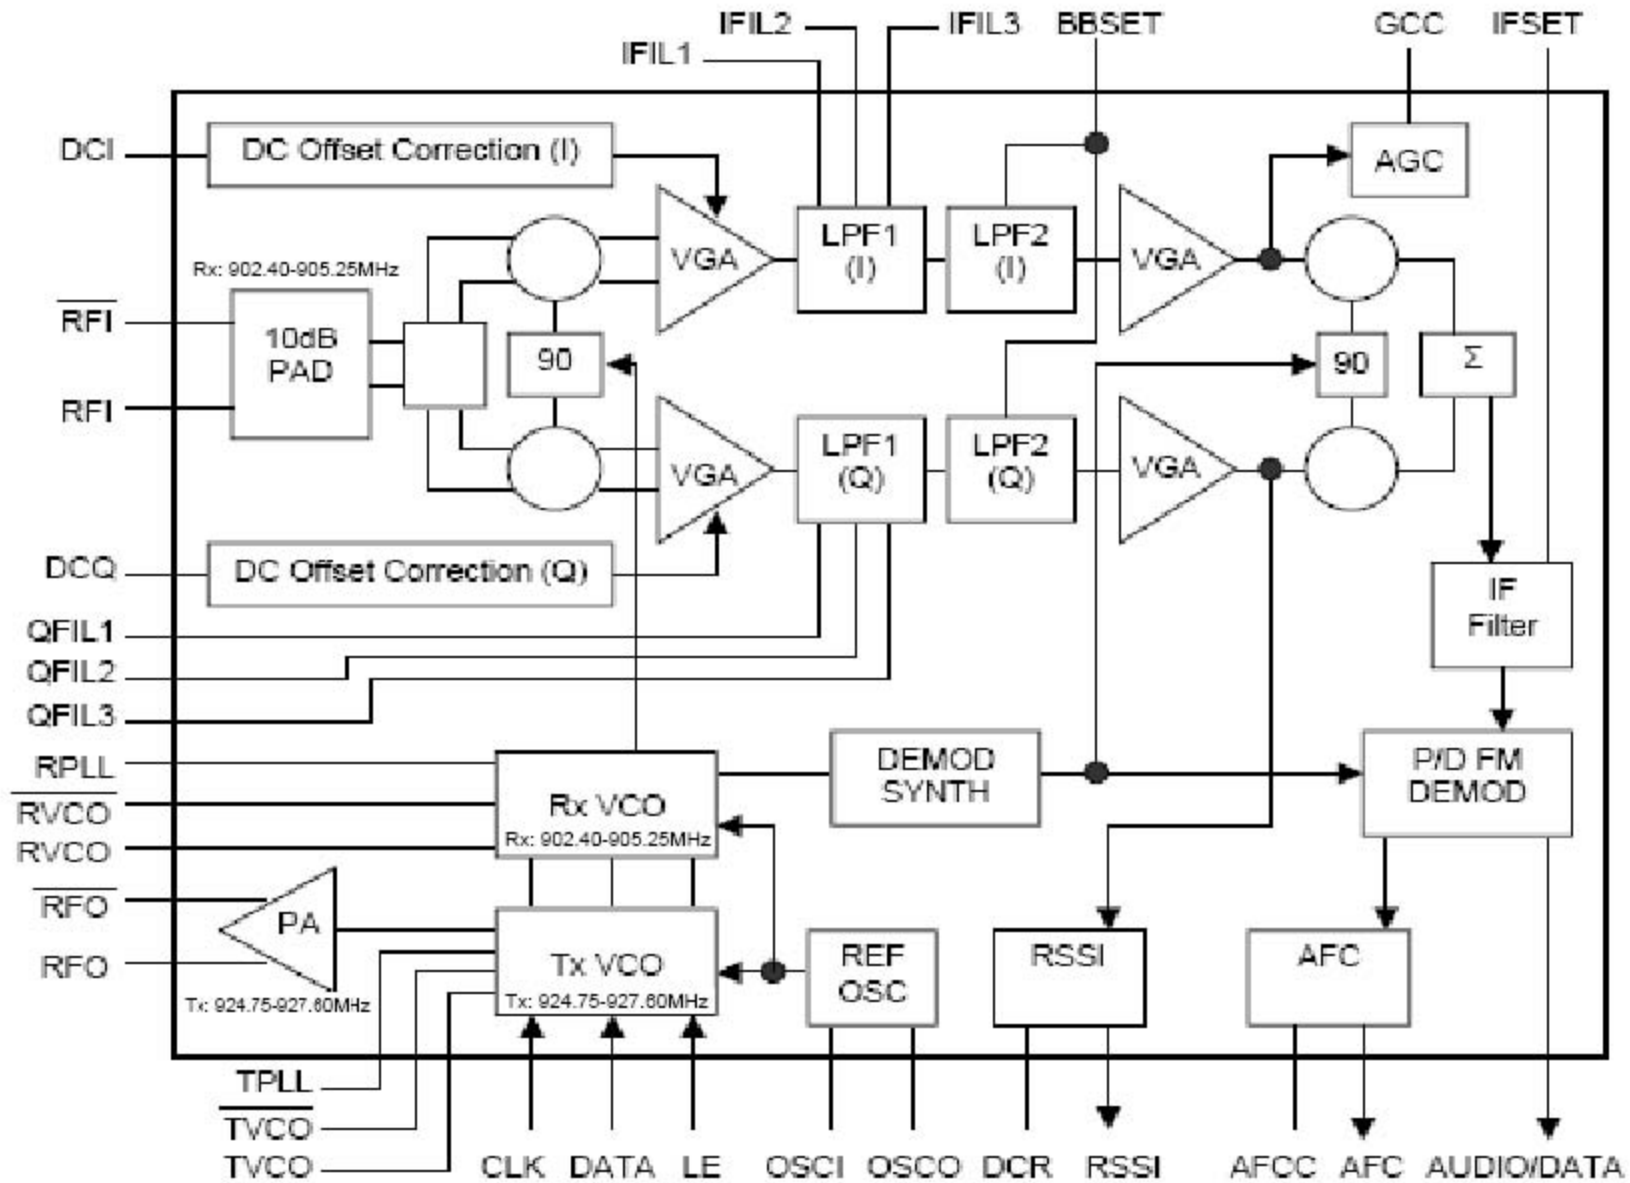 IFIL2
IFIL3
BBSET
GCC
IFSET
IFIL1
DCI
DC Offset Correction (I)
AGC
LPF1
(I)
LPF2
(I)
VGA
VGA
Rx: 902.40-905.25MHz
RFI
10dB
PAD
90
90
Σ
RFI
VGA
LPF1
(Q)
LPF2
(Q)
VGA
DCQ
DC Offset Correction (Q)
IF
Filter
QFIL1
QFIL2
QFIL3
RPLL
DEMOD
SYNTH
P/D FM
DEMOD
RVCO
Rx VCO
Rx: 902.40-905.25MHz
RVCO
RFO
PA
RFO
Tx VCO
REF
OSC
RSSI
AFC
Tx: 924.75-927.60MHz
Tx: 924.75-927.60MHz
TPLL
TVCO
TVCO
CLK
DATA
LE
OSCI
OSCO
DCR
RSSI
AFCC
AFC
AUDIO/DATA